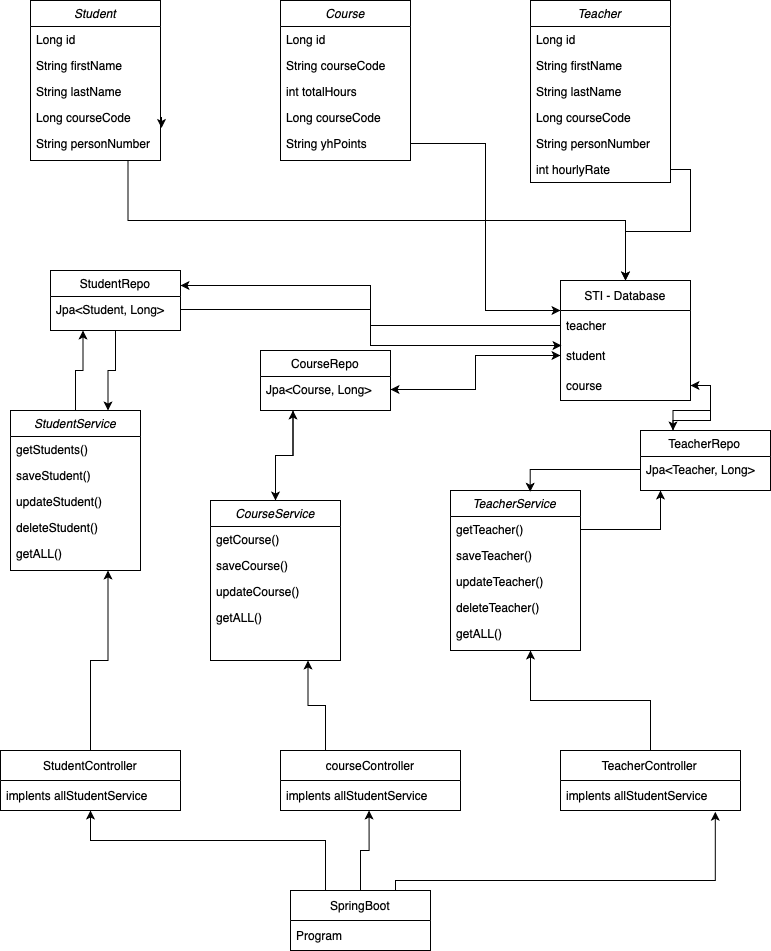 Student
Long id
String firstName
String lastName
Long courseCode
String personNumber
Course
Long id
String courseCode
int totalHours
Long courseCode
String yhPoints
Teacher
Long id
String firstName
String lastName
Long courseCode
String personNumber
int hourlyRate
StudentRepo
Jpa<Student, Long>
STI - Database
teacher
student
course
CourseRepo
Jpa<Course, Long>
TeacherRepo
Jpa<Teacher, Long>
StudentService
getStudents()
saveStudent()
updateStudent()
deleteStudent()
getALL()
CourseService
getCourse()
saveCourse()
updateCourse()
getALL()
TeacherService
getTeacher()
saveTeacher()
updateTeacher()
deleteTeacher()
getALL()
StudentController
implents allStudentService
courseController
implents allStudentService
TeacherController
implents allStudentService
SpringBoot
Program